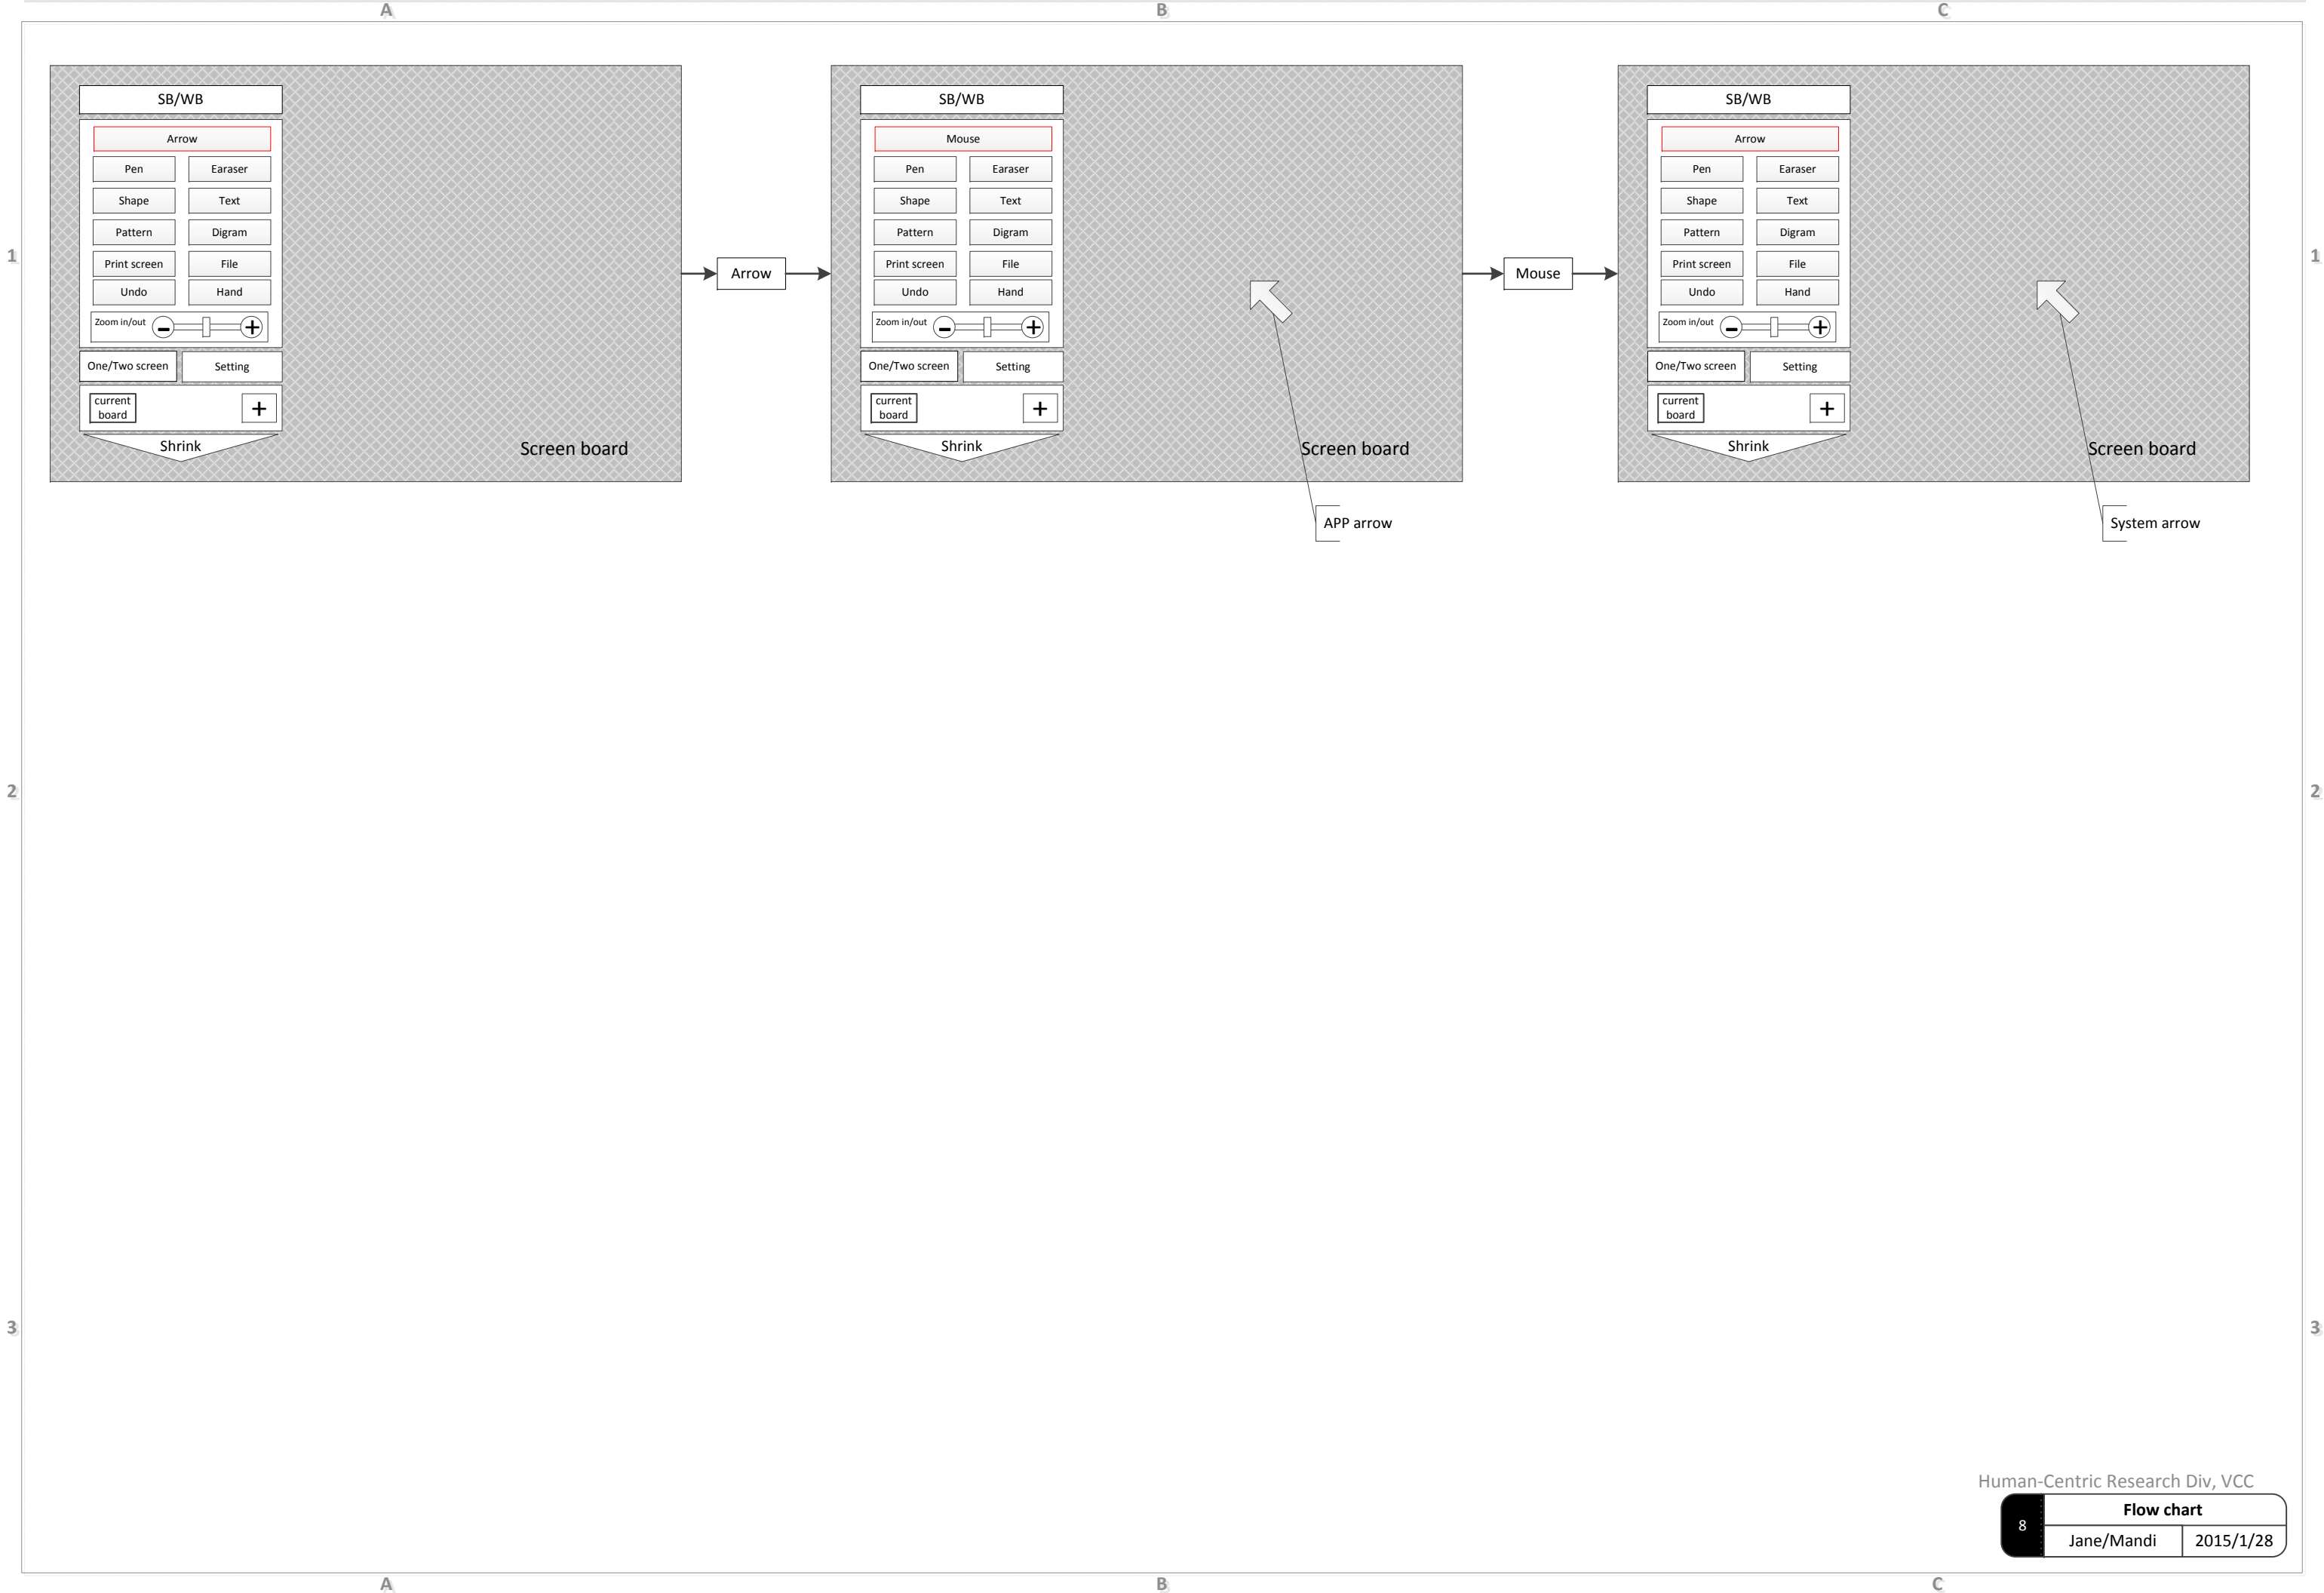 A
B
C
SB/WB
Arrow
Pen
Earaser
Shape
Text
Pattern
Digram
Print screen
File
Undo
Hand
Zoom in/out
One/Two screen
Setting
current
board
+
Shrink
Screen board
Arrow
SB/WB
Mouse
Pen
Earaser
Shape
Text
Pattern
Digram
Print screen
File
Undo
Hand
Zoom in/out
One/Two screen
Setting
current
board
+
Shrink
Screen board
APP arrow
Mouse
SB/WB
Arrow
Pen
Earaser
Shape
Text
Pattern
Digram
Print screen
File
Undo
Hand
Zoom in/out
One/Two screen
Setting
current
board
+
Shrink
Screen board
System arrow
1
1
2
2
3
3
Human-Centric Research Div, VCC
8
Flow chart
Jane/Mandi
2015/1/28
A
B
C